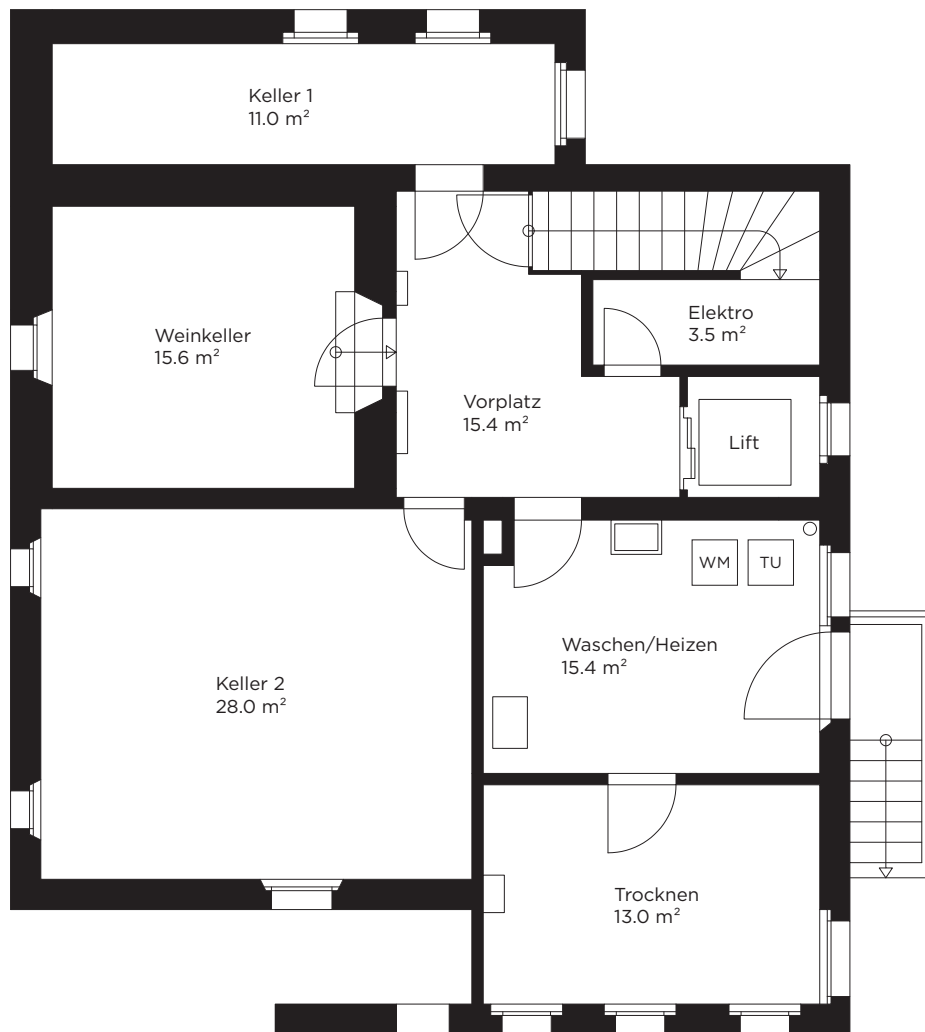 Keller 1
11.0 m²
Weinkeller
15.6 m²
Elektro
3.5 m²
Vorplatz
15.4 m²
Lift
WM
TU
Waschen/Heizen
15.4 m²
Keller 2
28.0 m²
Trocknen
13.0 m²